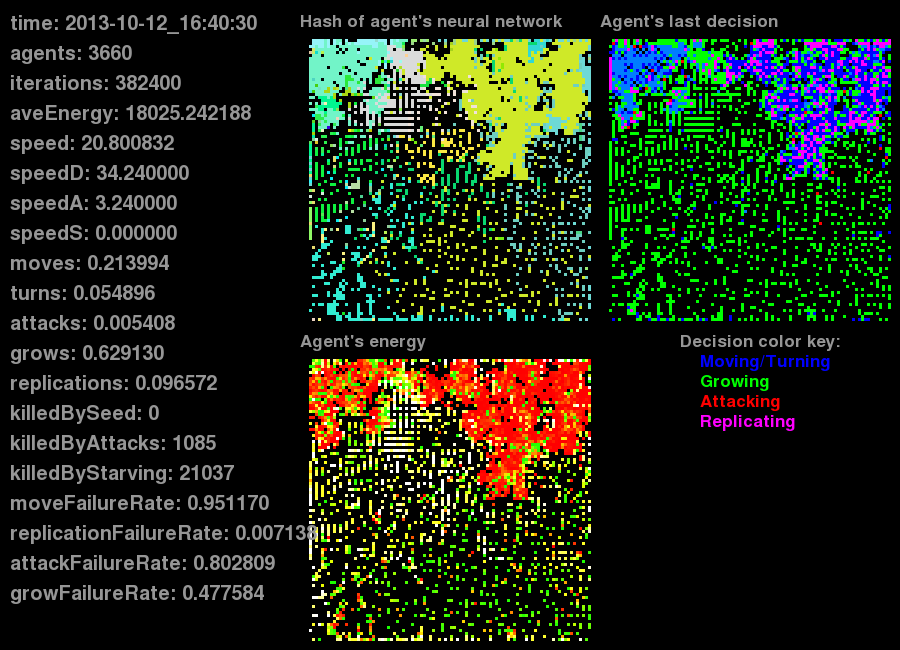 time: 2013-10-12_16:40:30
agents: 3660
iterations: 382400
aveEnergy: 18025.242188
speed: 20.800832
speedD: 34.240000
speedA: 3.240000
speedS: 0.000000
moves: 0.213994
turns: 0.054896
attacks: 0.005408
grows: 0.629130
replications: 0.096572
killedBySeed: 0
killedByAttacks: 1085
killedByStarving: 21037
moveFailureRate: 0.951170
replicationFailureRate: 0.007138
attackFailureRate: 0.802809
growFailureRate: 0.477584
Hash of agent's neural network
Agent's last decision
Agent's energy
Decision color key:
Moving/Turning
Growing
Attacking
Replicating